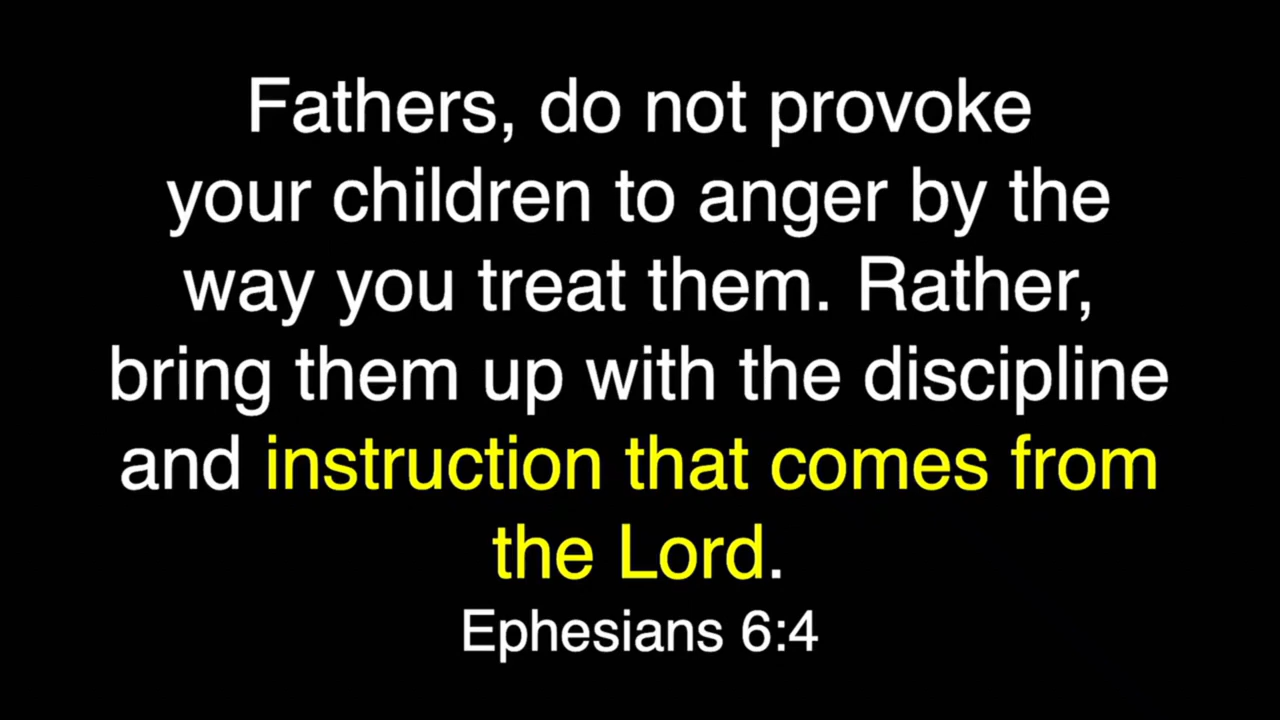 Fathers, do not provoke
your children to anger by the
way you treat them. Rather,
bring them up with the discipline
and instruction that comes from
the Lord.
Ephesians 6:4